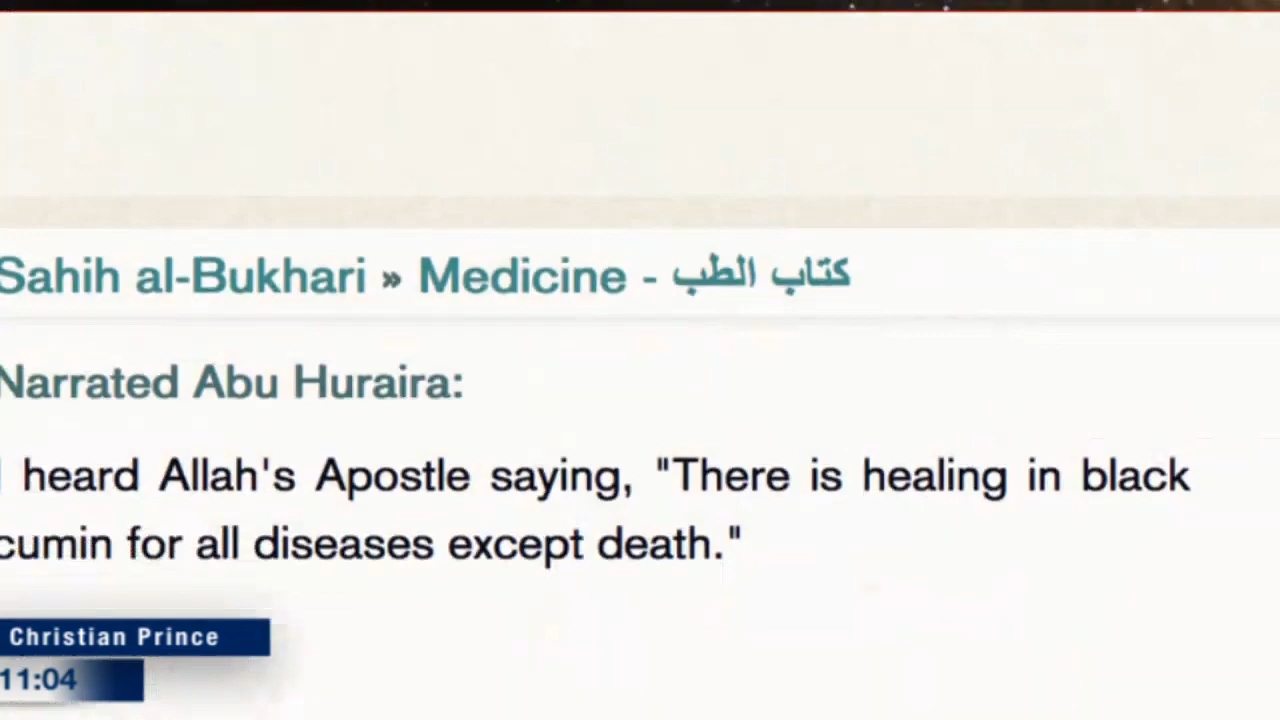 Sahih al-Bukhari » Medicine - كتاب الطب
Narrated Abu Huraira:
I heard Allah's Apostle saying, "There is healing in black
cumin for all diseases except death."
Christian Prince
11:04